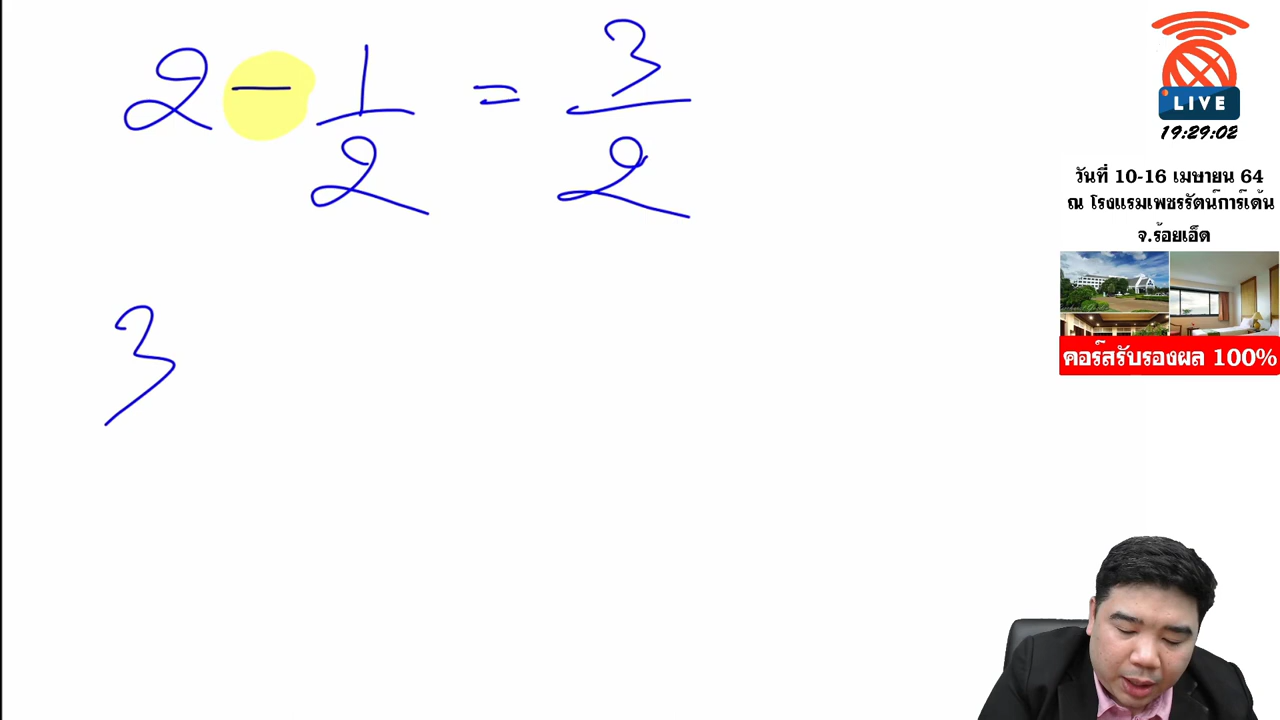 2 - 1/2 = 3/2
3
LIVE
19:29:02
วันที่ 10-16 เมษายน 64
ณ โรงแรมเพชรรัตน์การ์เด้น
จ.ร้อยเอ็ด
คอร์สรับรองผล 100%